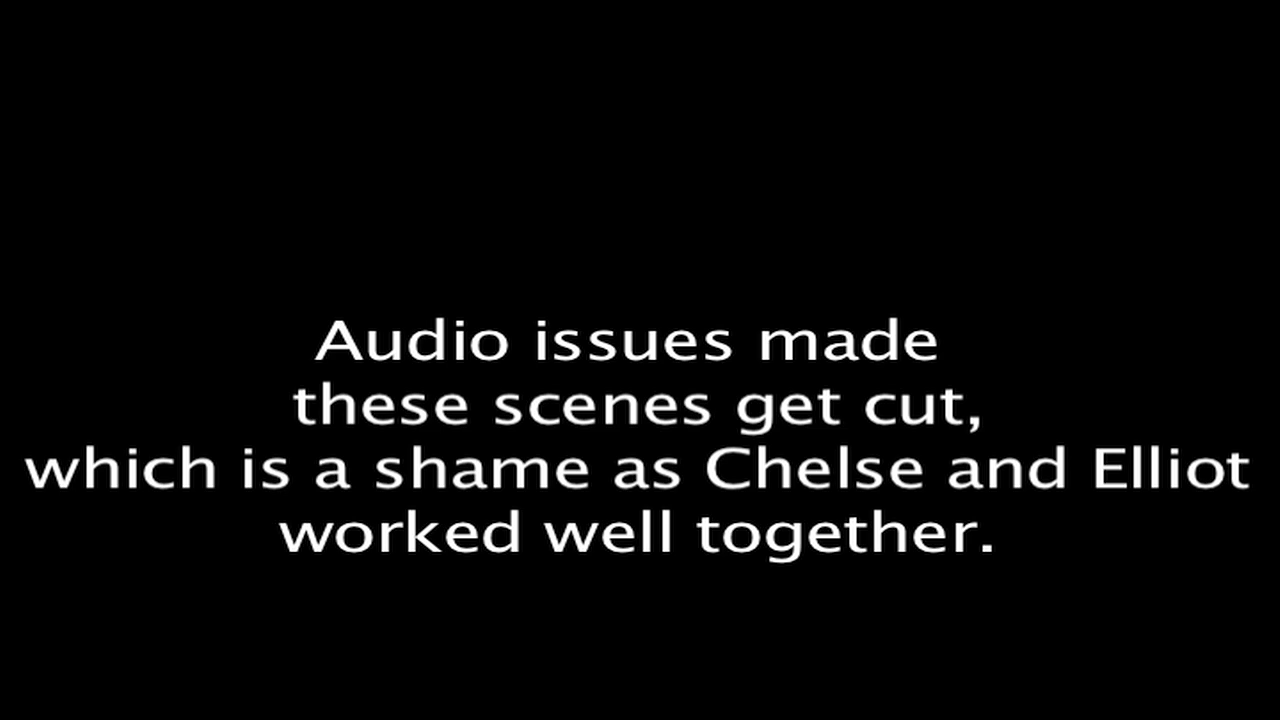 Audio issues made
these scenes get cut,
which is a shame as Chelse and Elliot
worked well together.